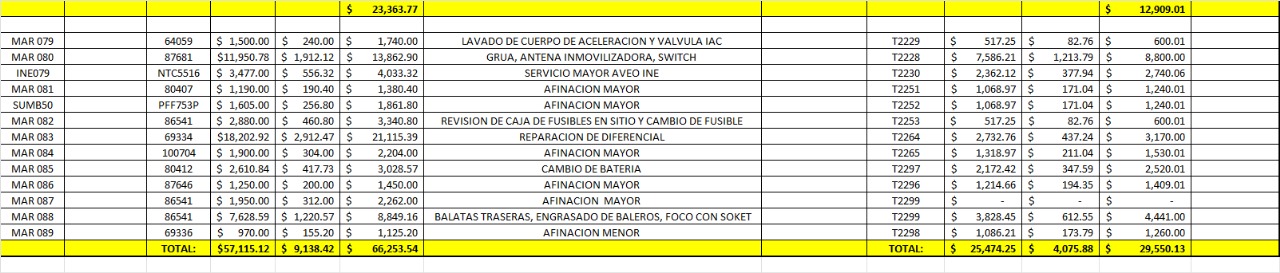 $ 23,363.77 $ 12,909.01
MAR 079 64059 $ 1,500.00 $ 240.00 $ 1,740.00 LAVADO DE CUERPO DE ACELERACION Y VALVULA IAC T2229 $ 517.25 $ 82.76 $ 600.01
MAR 080 87681 $11,950.78 $ 1,912.12 $ 13,862.90 GRUA, ANTENA INMOVILIZADORA, SWITCH T2228 $ 7,586.21 $ 1,213.79 $ 8,800.00
INE079 NTC5516 $ 3,477.00 $ 556.32 $ 4,033.32 SERVICIO MAYOR AVEO INE T2230 $ 2,362.12 $ 377.94 $ 2,740.06
MAR 081 80407 $ 1,190.00 $ 190.40 $ 1,380.40 AFINACION MAYOR T2251 $ 1,068.97 $ 171.04 $ 1,240.01
SUMB50 PFF753P $ 1,605.00 $ 256.80 $ 1,861.80 AFINACION MAYOR T2252 $ 1,068.97 $ 171.04 $ 1,240.01
MAR 082 86541 $ 2,880.00 $ 460.80 $ 3,340.80 REVISION DE CAJA DE FUSIBLES EN SITIO Y CAMBIO DE FUSIBLE T2253 $ 517.25 $ 82.76 $ 600.01
MAR 083 69334 $18,202.92 $ 2,912.47 $ 21,115.39 REPARACION DE DIFERENCIAL T2264 $ 2,732.76 $ 437.24 $ 3,170.00
MAR 084 100704 $ 1,900.00 $ 304.00 $ 2,204.00 AFINACION MAYOR T2265 $ 1,318.97 $ 211.04 $ 1,530.01
MAR 085 80412 $ 2,610.84 $ 417.73 $ 3,028.57 CAMBIO DE BATERIA T2297 $ 2,172.42 $ 347.59 $ 2,520.01
MAR 086 87646 $ 1,250.00 $ 200.00 $ 1,450.00 AFINACION MAYOR T2296 $ 1,214.66 $ 194.35 $ 1,409.01
MAR 087 86541 $ 1,950.00 $ 312.00 $ 2,262.00 AFINACION MAYOR T2299 $ - $ - $ -
MAR 088 86541 $ 7,628.59 $ 1,220.57 $ 8,849.16 BALATAS TRASERAS, ENGRASADO DE BALEROS, FOCO CON SOKET T2299 $ 3,828.45 $ 612.55 $ 4,441.00
MAR 089 69336 $ 970.00 $ 155.20 $ 1,125.20 AFINACION MENOR T2298 $ 1,086.21 $ 173.79 $ 1,260.00
TOTAL: $57,115.12 $ 9,138.42 $ 66,253.54 TOTAL: $ 25,474.25 $ 4,075.88 $ 29,550.13